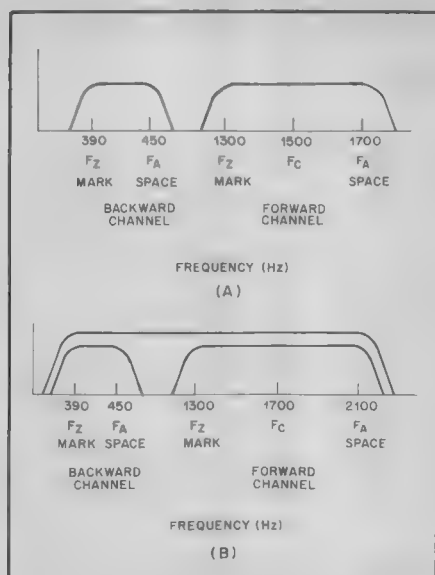 390 450 1300 1500 1700
FZ FA FZ FC FA
MARK SPACE MARK SPACE
BACKWARD CHANNEL FORWARD CHANNEL
FREQUENCY (Hz)
(A)
390 450 1300 1700 2100
FZ FA FZ FC FA
MARK SPACE MARK SPACE
BACKWARD CHANNEL FORWARD CHANNEL
FREQUENCY (Hz)
(B)